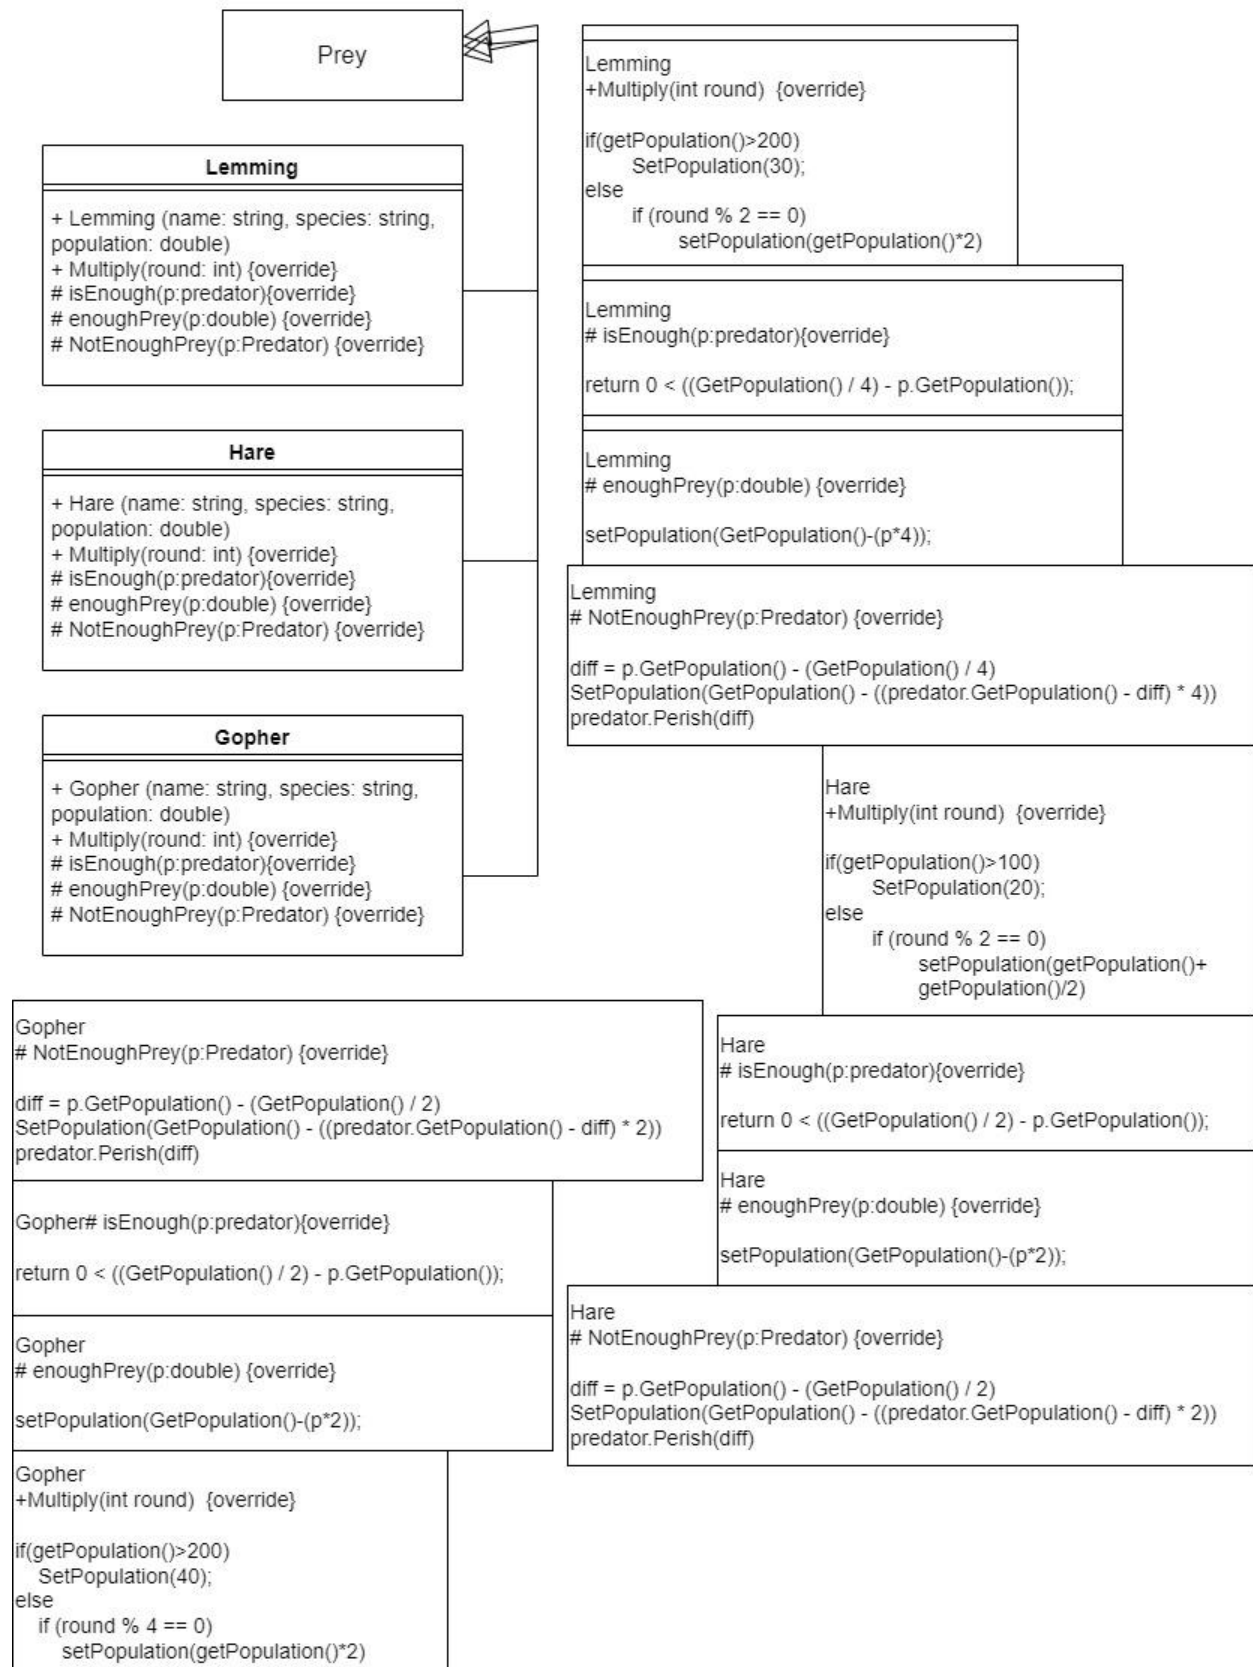 Prey
Lemming
+ Lemming (name: string, species: string,
population: double)
+ Multiply(round: int) {override}
# isEnough(p:predator){override}
# enoughPrey(p:double) {override}
# NotEnoughPrey(p:Predator) {override}
Hare
+ Hare (name: string, species: string,
population: double)
+ Multiply(round: int) {override}
# isEnough(p:predator){override}
# enoughPrey(p:double) {override}
# NotEnoughPrey(p:Predator) {override}
Gopher
+ Gopher (name: string, species: string,
population: double)
+ Multiply(round: int) {override}
# isEnough(p:predator){override}
# enoughPrey(p:double) {override}
# NotEnoughPrey(p:Predator) {override}
Lemming
+Multiply(int round)  {override}
if(getPopulation()>200)
SetPopulation(30);
else
if (round % 2 == 0)
setPopulation(getPopulation()*2)
Lemming
# isEnough(p:predator){override}
return 0 < ((GetPopulation() / 4) - p.GetPopulation());
Lemming
# enoughPrey(p:double) {override}
setPopulation(GetPopulation()-(p*4));
Lemming
# NotEnoughPrey(p:Predator) {override}
diff = p.GetPopulation() - (GetPopulation() / 4)
SetPopulation(GetPopulation() - ((predator.GetPopulation() - diff) * 4))
predator.Perish(diff)
Hare
+Multiply(int round)  {override}
if(getPopulation()>100)
SetPopulation(20);
else
if (round % 2 == 0)
setPopulation(getPopulation()+
getPopulation()/2)
Hare
# isEnough(p:predator){override}
return 0 < ((GetPopulation() / 2) - p.GetPopulation());
Hare
# enoughPrey(p:double) {override}
setPopulation(GetPopulation()-(p*2));
Hare
# NotEnoughPrey(p:Predator) {override}
diff = p.GetPopulation() - (GetPopulation() / 2)
SetPopulation(GetPopulation() - ((predator.GetPopulation() - diff) * 2))
predator.Perish(diff)
Gopher
# NotEnoughPrey(p:Predator) {override}
diff = p.GetPopulation() - (GetPopulation() / 2)
SetPopulation(GetPopulation() - ((predator.GetPopulation() - diff) * 2))
predator.Perish(diff)
Gopher# isEnough(p:predator){override}
return 0 < ((GetPopulation() / 2) - p.GetPopulation());
Gopher
# enoughPrey(p:double) {override}
setPopulation(GetPopulation()-(p*2));
Gopher
+Multiply(int round)  {override}
if(getPopulation()>200)
SetPopulation(40);
else
if (round % 4 == 0)
setPopulation(getPopulation()*2)